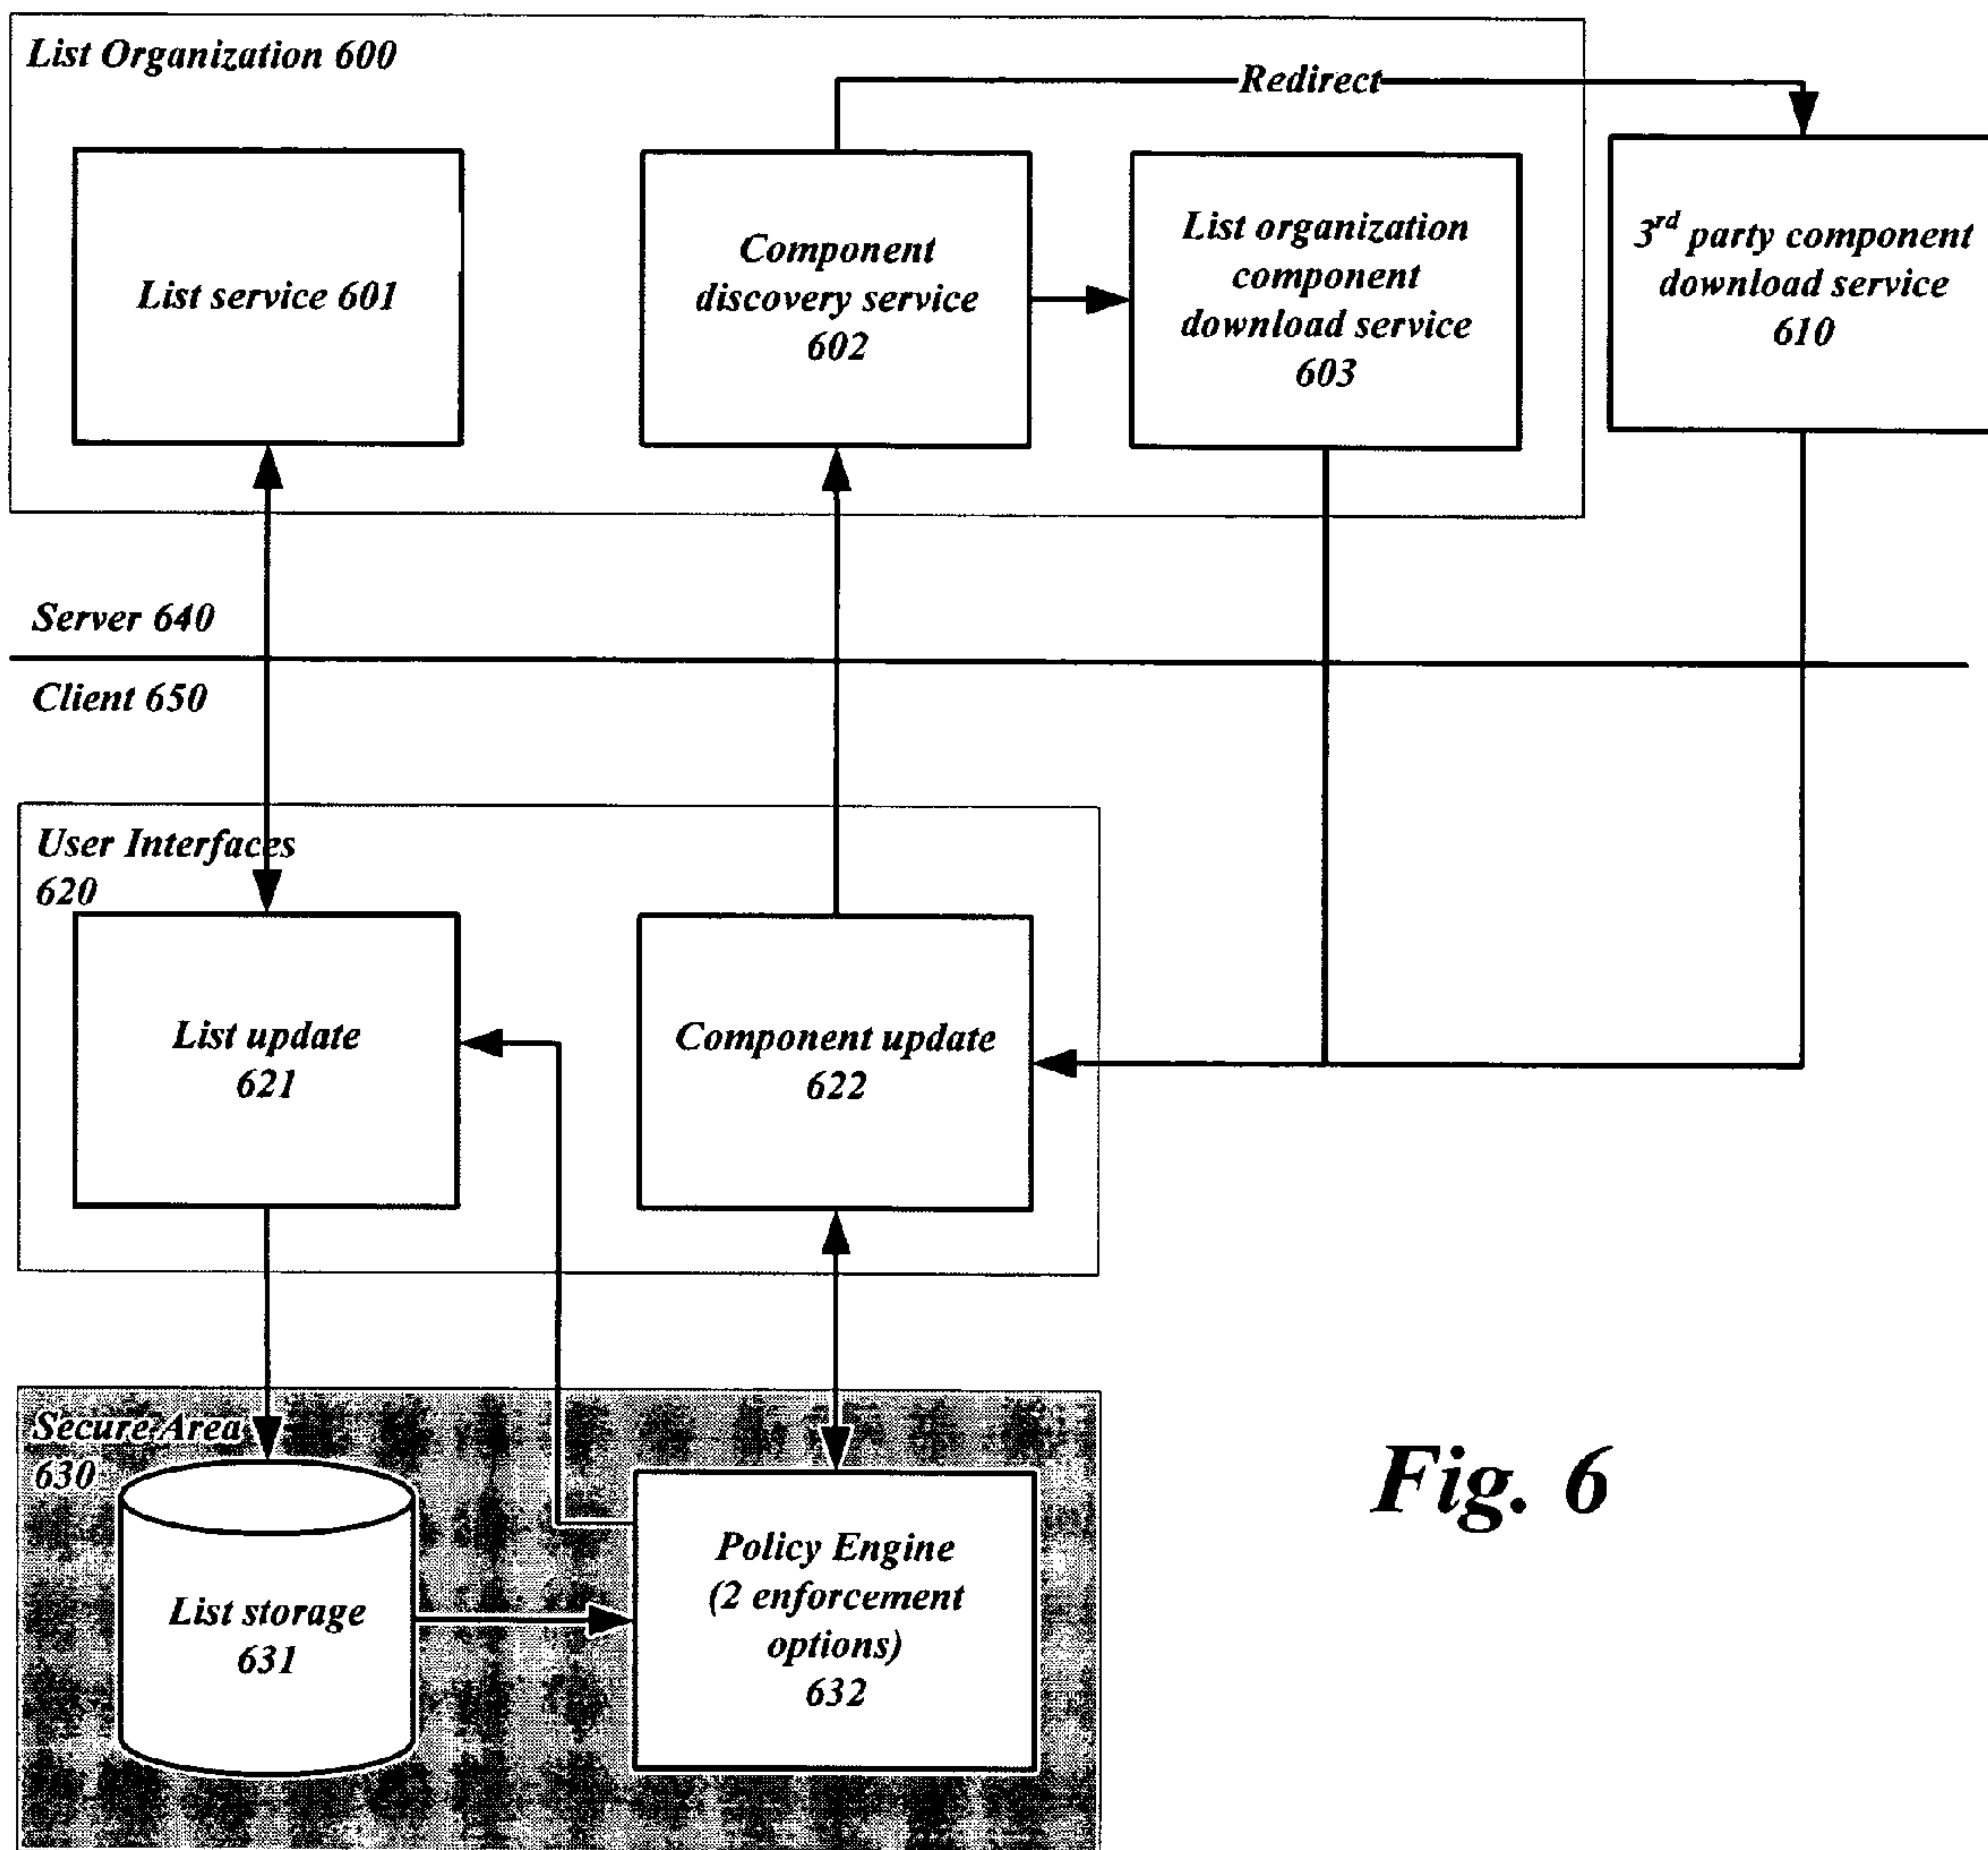 List Organization 600
Redirect
List service 601
Component
discovery service
602
List organization
component
download service
603
3rd party component
download service
610
Server 640
Client 650
User Interfaces
620
List update
621
Component update
622
Secure Area
630
List storage
631
Policy Engine
(2 enforcement
options)
632
Fig. 6